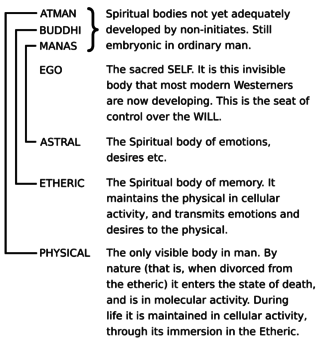 ATMAN Spiritual bodies not yet adequately
BUDDHI developed by non-initiates. Still
MANAS embryonic in ordinary man.
EGO The sacred SELF. It is this invisible
body that most modern Westerners
are now developing. This is the seat of
control over the WILL.
ASTRAL The Spiritual body of emotions,
desires etc.
ETHERIC The Spiritual body of memory. It
maintains the physical in cellular
activity, and transmits emotions and
desires to the physical.
PHYSICAL The only visible body in man. By
nature (that is, when divorced from
the etheric) it enters the state of death,
and is in molecular activity. During
life it is maintained in cellular activity,
through its immersion in the Etheric.